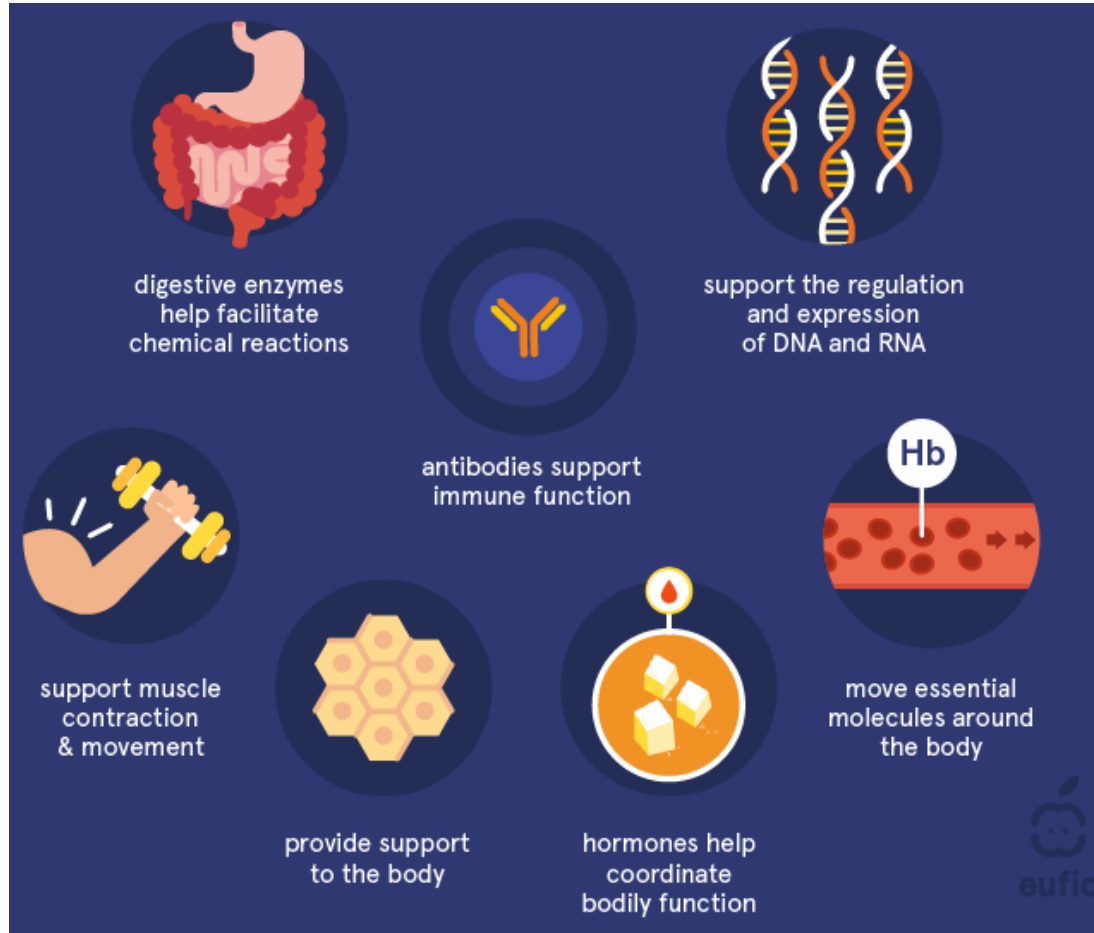 digestive enzymes
help facilitate
chemical reactions
support the regulation
and expression
of DNA and RNA
antibodies support
immune function
Hb
support muscle
contraction
& movement
move essential
molecules around
the body
provide support
to the body
hormones help
coordinate
bodily function
eufic